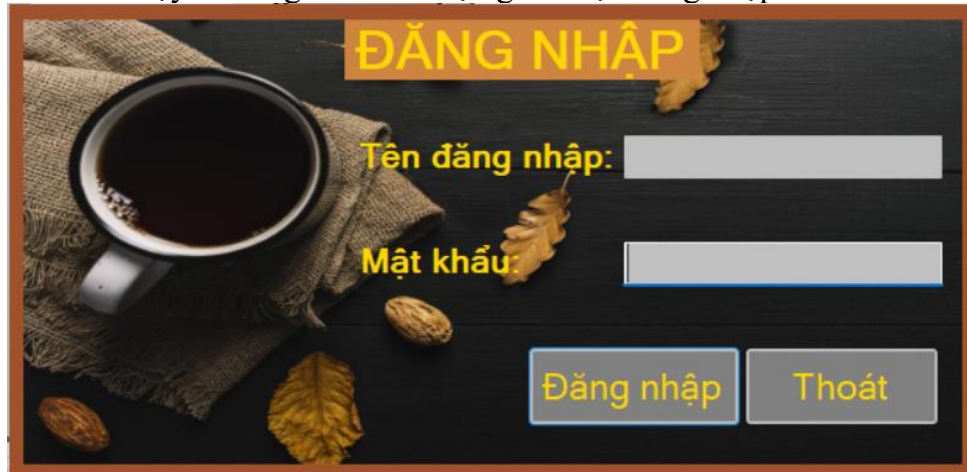 ĐĂNG NHẬP
Tên đăng nhập:
Mật khẩu:
Đăng nhập
Thoát